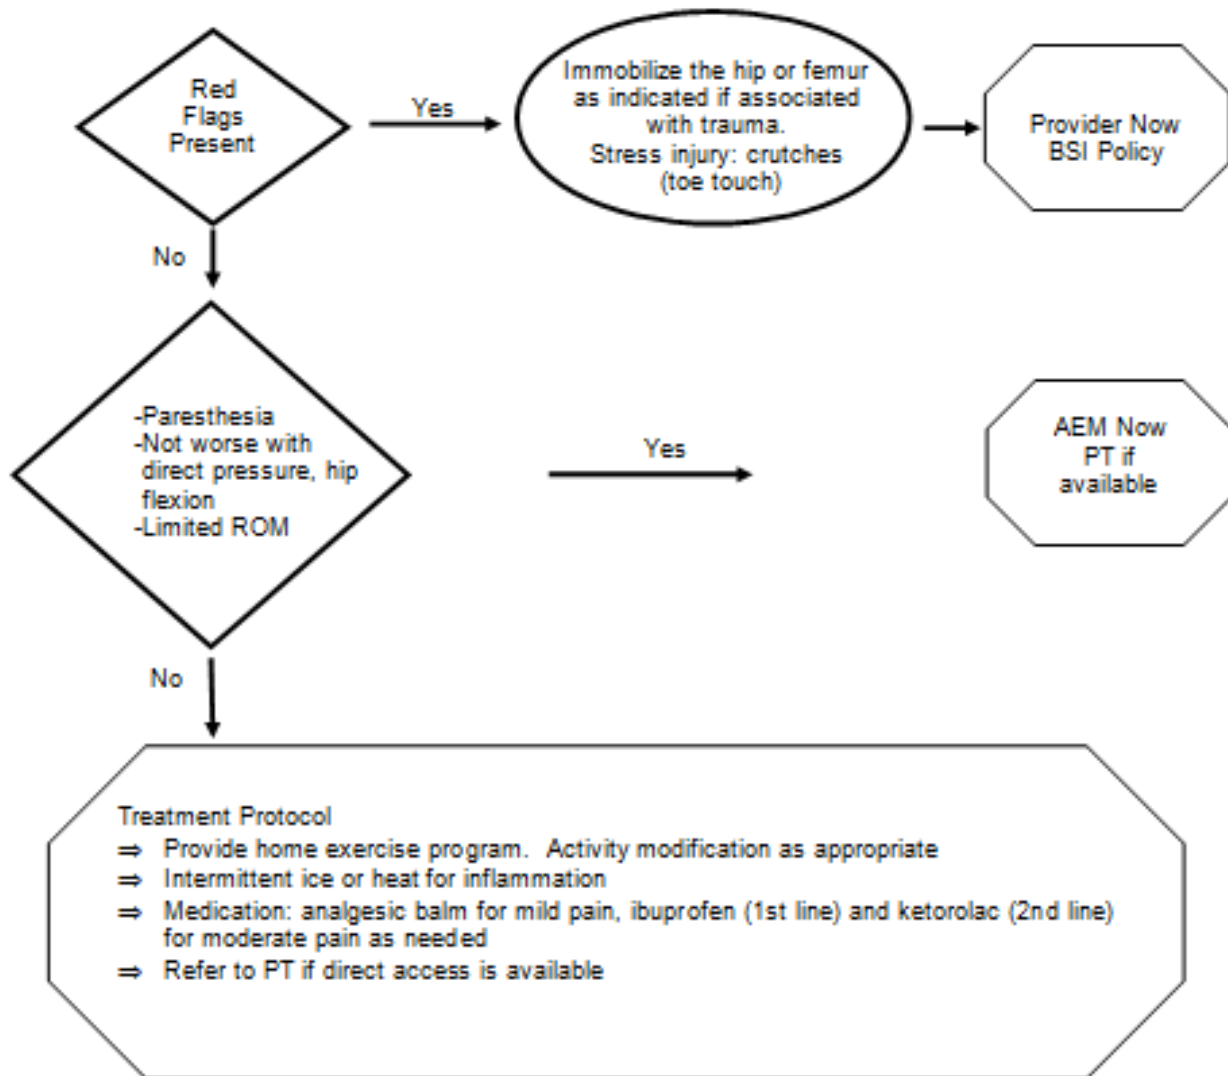 Red
Flags
Present
Yes
Immobilize the hip or femur
as indicated if associated
with trauma.
Stress injury: crutches
(toe touch)
Provider Now
BSI Policy
No
-Paresthesia
-Not worse with
direct pressure, hip
flexion
-Limited ROM
Yes
AEM Now
PT if
available
No
Treatment Protocol
⇒ Provide home exercise program.  Activity modification as appropriate
⇒ Intermittent ice or heat for inflammation
⇒ Medication: analgesic balm for mild pain, ibuprofen (1st line) and ketorolac (2nd line)
for moderate pain as needed
⇒ Refer to PT if direct access is available